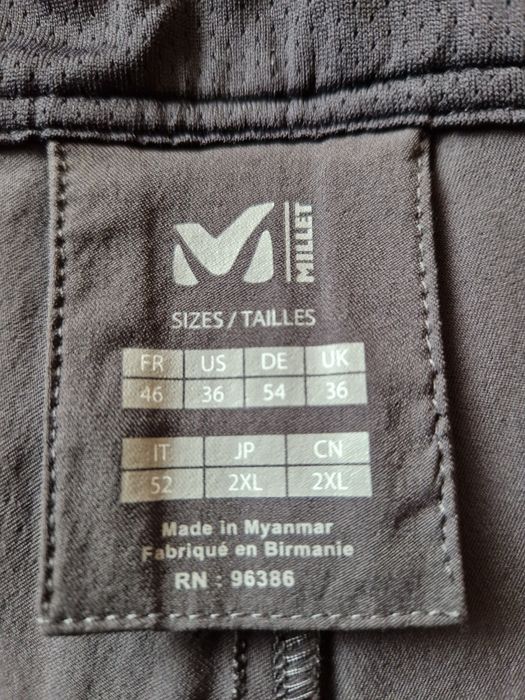 MILLET
SIZES / TAILLES
FR US DE UK
46 36 54 36
IT JP CN
52 2XL 2XL
Made in Myanmar
Fabriqué en Birmanie
RN : 96386